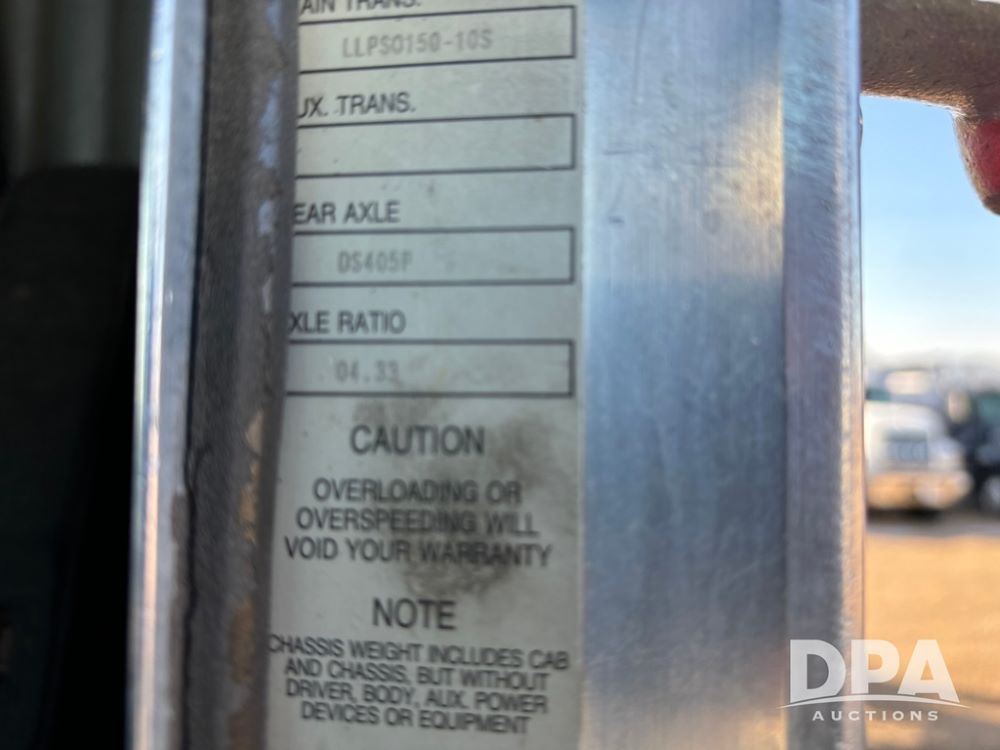 AIN TRANS.
LLPSO150-10S
UX. TRANS.
EAR AXLE
DS405P
XLE RATIO
04.33
CAUTION
OVERLOADING OR
OVERSPEEDING WILL
VOID YOUR WARRANTY
NOTE
CHASSIS WEIGHT INCLUDES CAB
AND CHASSIS, BUT WITHOUT
DRIVER, BODY, AUX. POWER
DEVICES OR EQUIPMENT
DPA
AUCTIONS